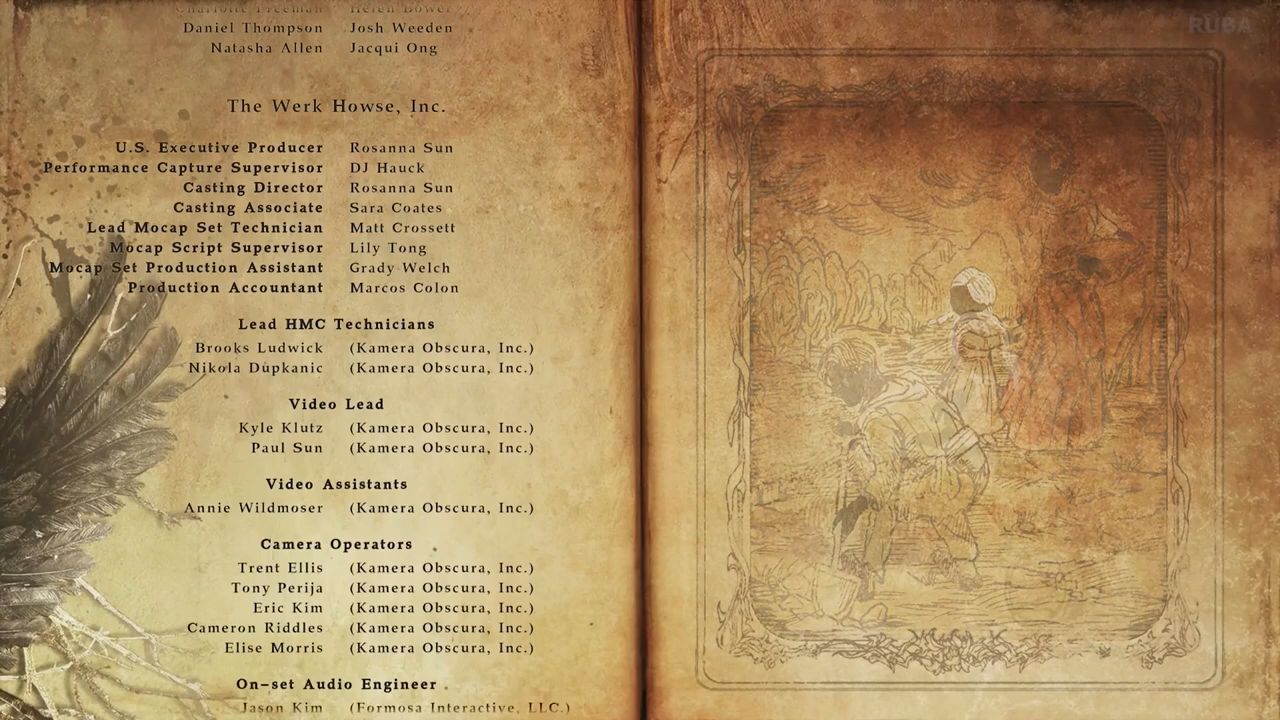 Charlotte Freeman Helen Bower
Daniel Thompson Josh Weeden
Natasha Allen Jacqui Ong
The Werk Howse, Inc.
U.S. Executive Producer Rosanna Sun
Performance Capture Supervisor DJ Hauck
Casting Director Rosanna Sun
Casting Associate Sara Coates
Lead Mocap Set Technician Matt Crossett
Mocap Script Supervisor Lily Tong
Mocap Set Production Assistant Grady Welch
Production Accountant Marcos Colon
Lead HMC Technicians
Brooks Ludwick (Kamera Obscura, Inc.)
Nikola Dupkanic (Kamera Obscura, Inc.)
Video Lead
Kyle Klutz (Kamera Obscura, Inc.)
Paul Sun (Kamera Obscura, Inc.)
Video Assistants
Annie Wildmoser (Kamera Obscura, Inc.)
Camera Operators
Trent Ellis (Kamera Obscura, Inc.)
Tony Perija (Kamera Obscura, Inc.)
Eric Kim (Kamera Obscura, Inc.)
Cameron Riddles (Kamera Obscura, Inc.)
Elise Morris (Kamera Obscura, Inc.)
On-set Audio Engineer
Jason Kim (Formosa Interactive, LLC.)
RUBA